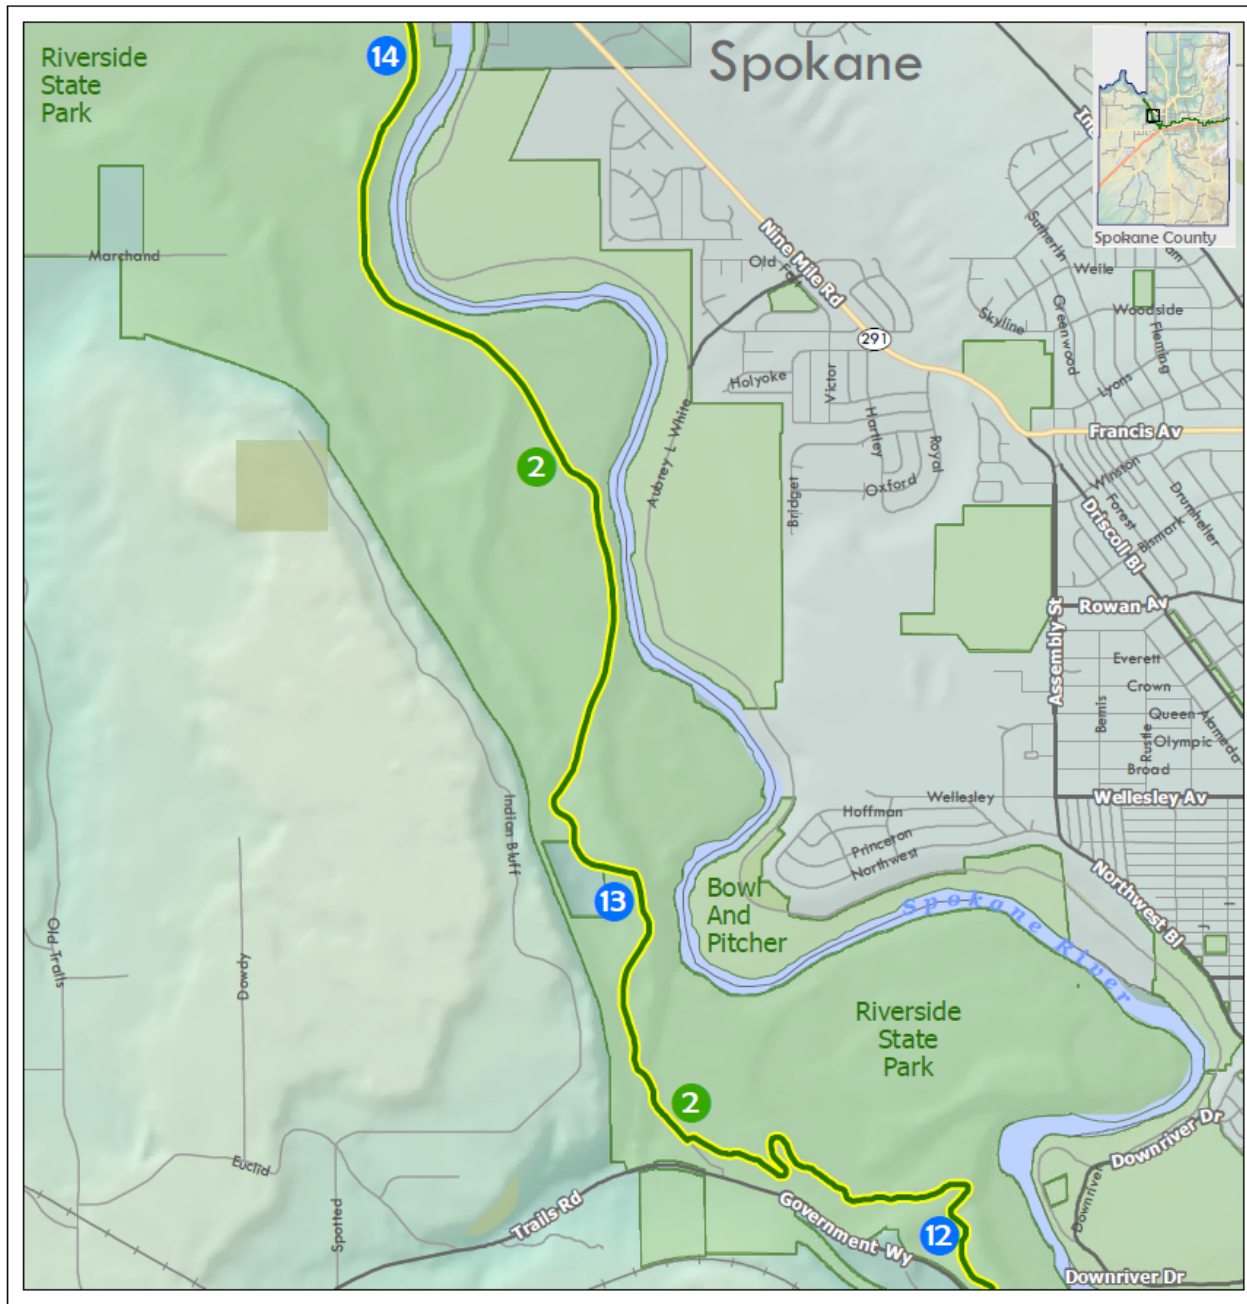 Riverside
State
Park
14
Spokane
Spokane County
Marchand
Nine Mile Rd
Old Fort
291
Sutherlin
Weile
Greenwood
Woodside
Fleming
Skyline
Lyons
Holyoke
Victor
Hartley
Royal
Oxford
Bridget
Francis Av
Winston
Forest
Drumheller
Bismark
Driscoll Bl
Aubrey L White
2
Rowan Av
Assembly St
Everett
Crown
Bemis
Queen
Alameda
Rustle
Olympic
Broad
Wellesley
Wellesley Av
Hoffman
Princeton
Northwest
Northwest Bl
Indian Bluff
13
Bowl
And
Pitcher
Spokane River
Old Trails
Dowdy
Riverside
State
Park
2
Downriver Dr
Downriver
Euclid
Spotted
Trails Rd
Government Wy
12
Downriver Dr